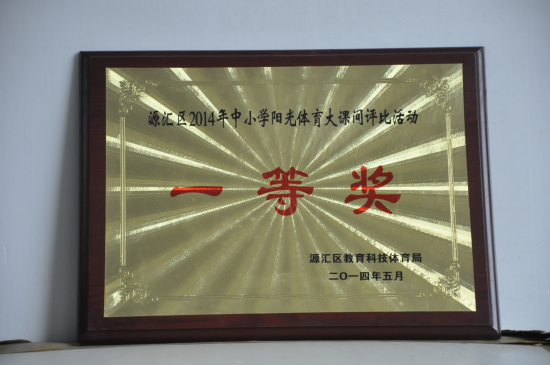 源汇区2014年中小学阳光体育大课间评比活动
一等奖
源汇区教育科技体育局
二〇一四年五月